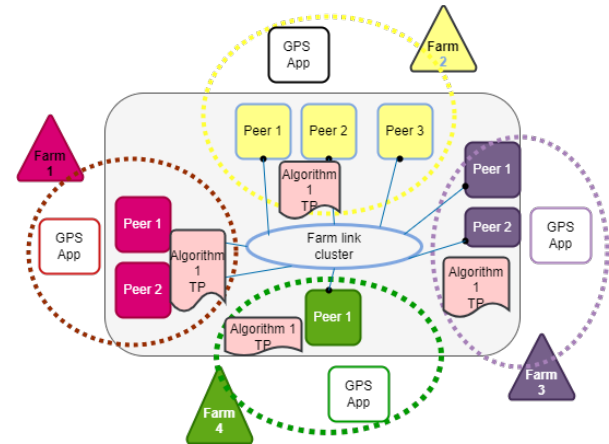 GPS
App
Farm
2
Peer 1
Peer 2
Peer 3
Algorithm
1
TP
Farm
1
Peer 1
Peer 2
GPS
App
Algorithm
1
TP
Farm link
cluster
Peer 1
Peer 2
GPS
App
Algorithm
1
TP
Peer 1
Algorithm 1
TP
GPS
App
Farm
3
Farm
4